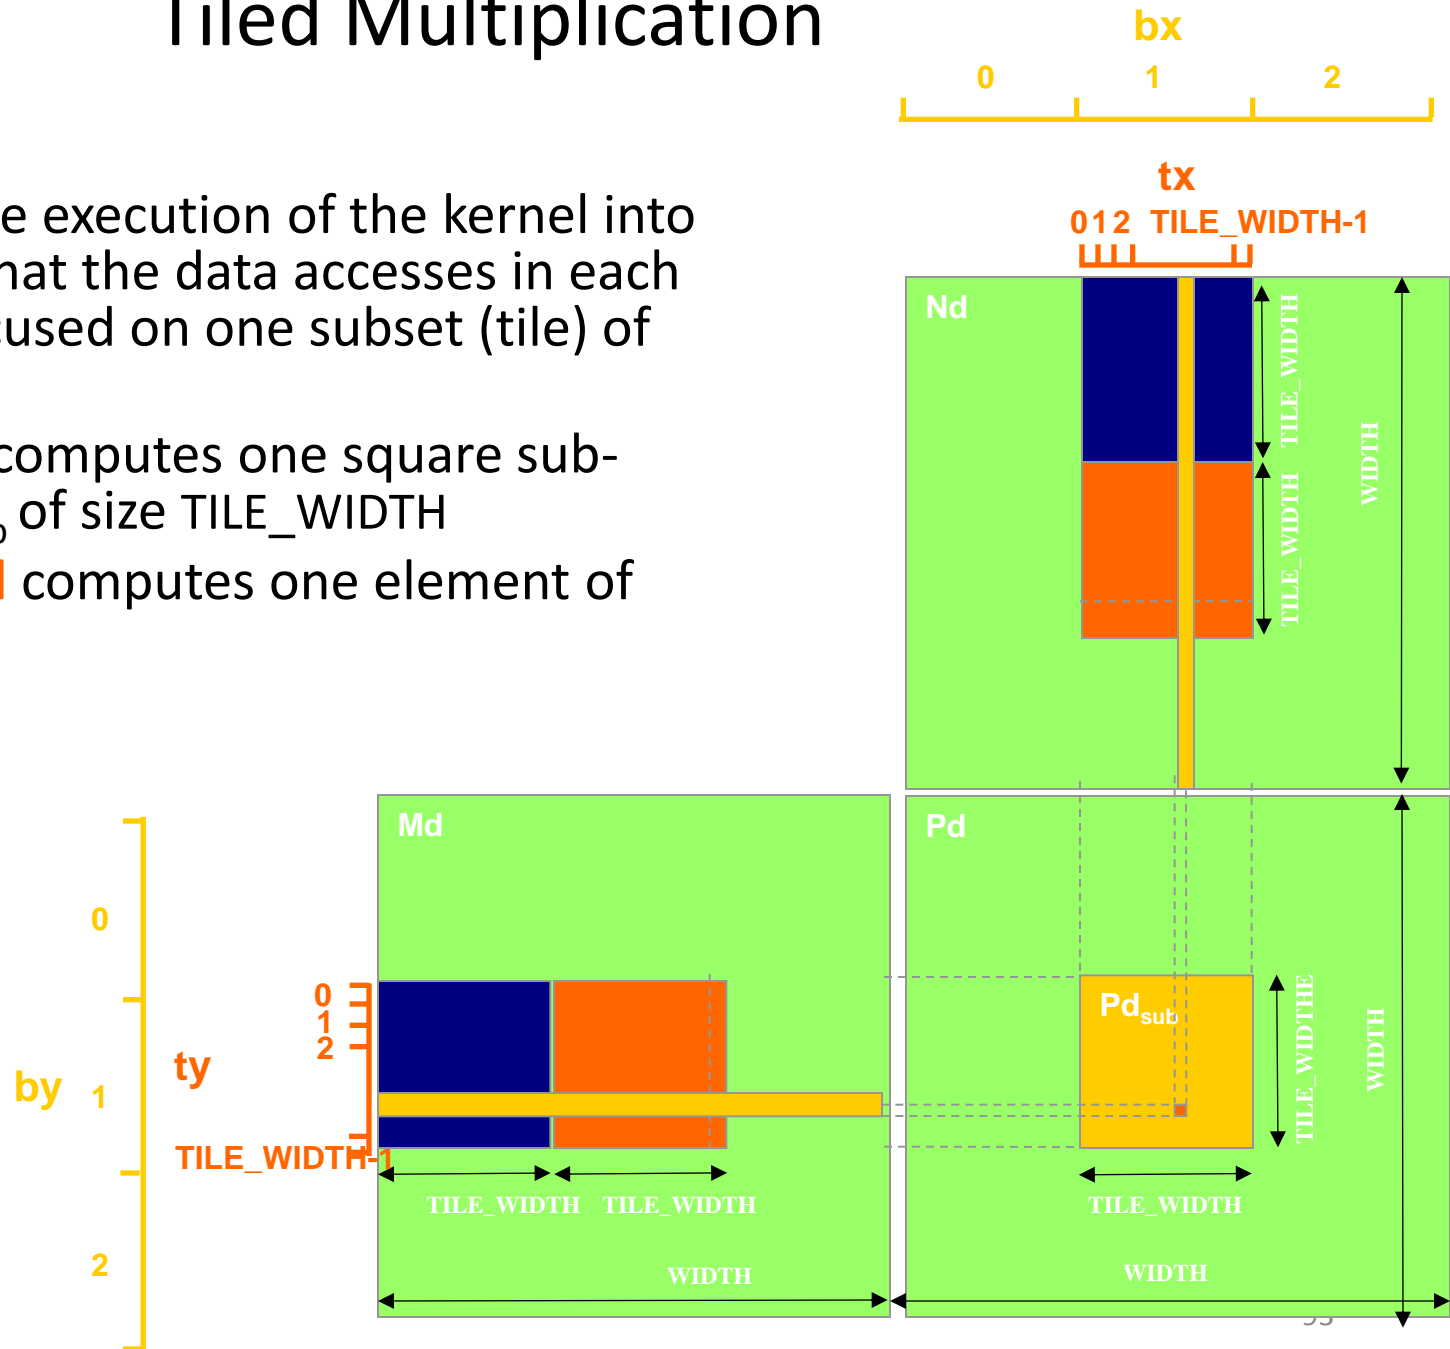 Tiled Multiplication
bx
0 1 2
tx
0 1 2 TILE_WIDTH-1
e execution of the kernel into
hat the data accesses in each
cused on one subset (tile) of
computes one square sub-
of size TILE_WIDTH
computes one element of
Nd
TILE_WIDTH
TILE_WIDTH
WIDTH
Md
Pd
by
0
1
2
ty
0
1
2
TILE_WIDTH-1
Pdsub
TILE_WIDTHE
WIDTH
TILE_WIDTH TILE_WIDTH
TILE_WIDTH
WIDTH
WIDTH